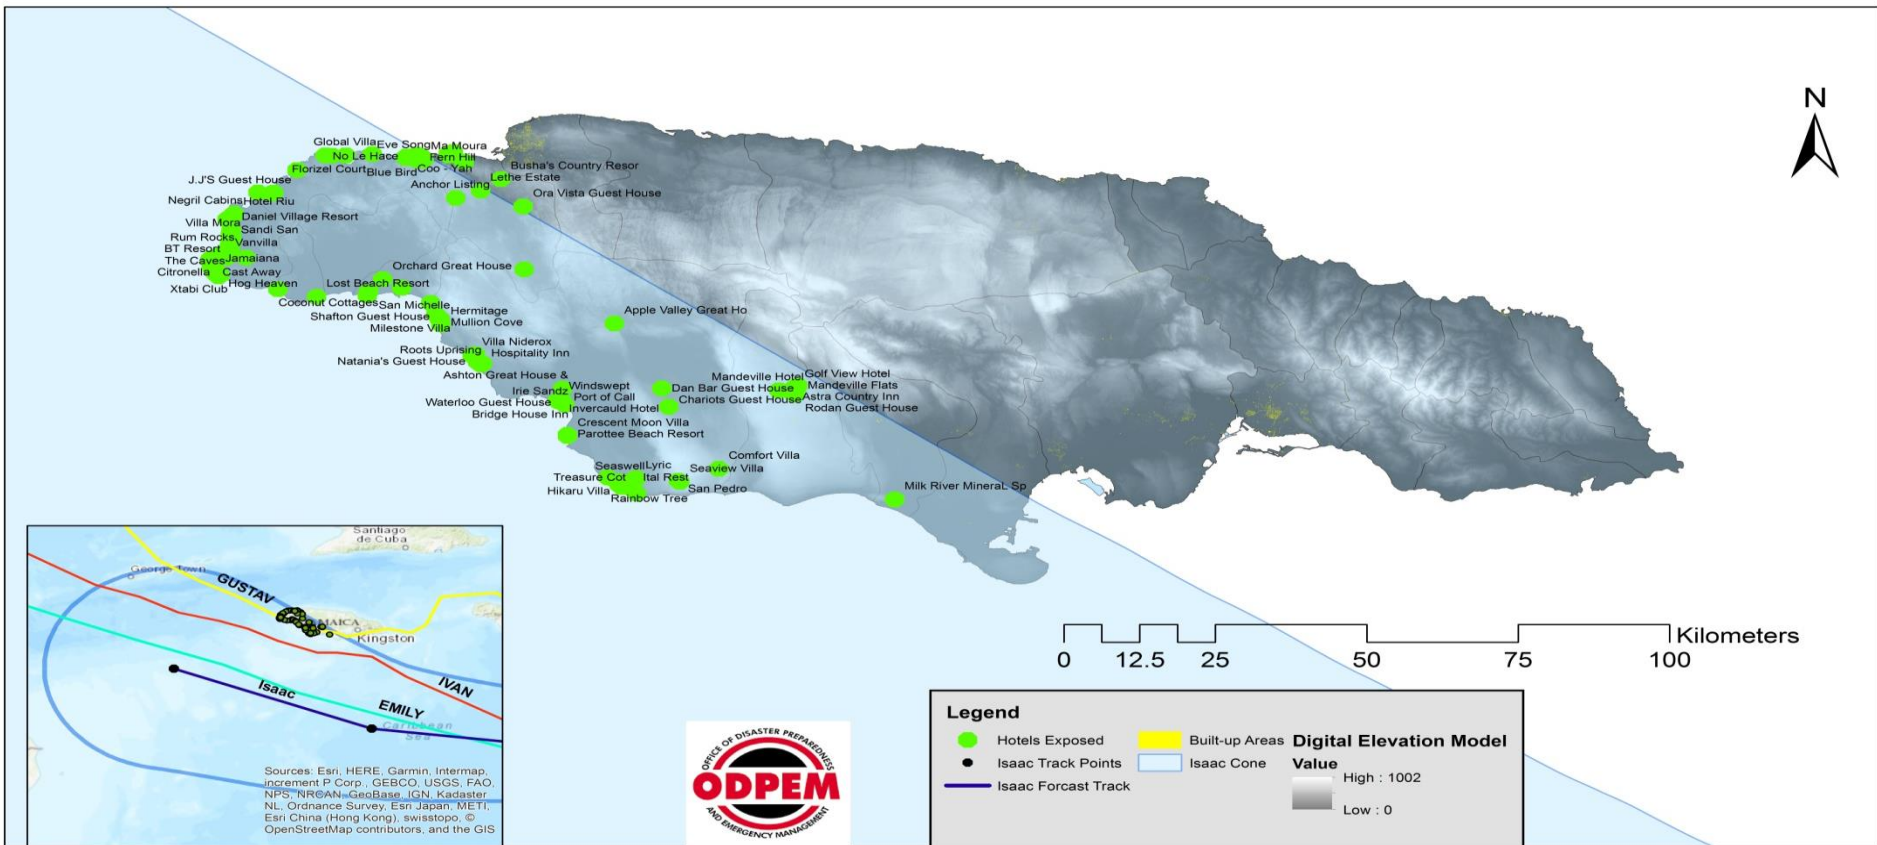 N
Global Villa
Eve Song
Ma Moura
No Le Hace
Fern Hill
Florizel Court
Blue Bird
Coo - Yah
Busha's Country Resor
Lethe Estate
J.J'S Guest House
Anchor Listing
Ora Vista Guest House
Negril Cabins
Hotel Riu
Daniel Village Resort
Villa Mora
Sandi San
Rum Rocks
Vanvilla
BT Resort
The Caves
Jamaiana
Citronella
Cast Away
Orchard Great House
Xtabi Club
Hog Heaven
Lost Beach Resort
Coconut Cottages
San Michelle
Hermitage
Shafton Guest House
Mullion Cove
Milestone Villa
Apple Valley Great Ho
Villa Niderox
Roots Uprising
Hospitality Inn
Natania's Guest House
Ashton Great House &
Windswept
Irie Sandz
Port of Call
Waterloo Guest House
Invercauld Hotel
Bridge House Inn
Dan Bar Guest House
Chariots Guest House
Mandeville Hotel
Golf View Hotel
Mandeville Flats
Astra Country Inn
Rodan Guest House
Crescent Moon Villa
Parottee Beach Resort
Comfort Villa
Seaswell
Lyric
Seaview Villa
Treasure Cot
Ital Rest
San Pedro
Hikaru Villa
Rainbow Tree
Milk River MineraL Sp
Santiago
de Cuba
George Town
GUSTAV
MAICA
Kingston
IVAN
Isaac
EMILY
Caribbean
Sea
Sources: Esri, HERE, Garmin, Intermap,
increment P Corp., GEBCO, USGS, FAO,
NPS, NRCAN, GeoBase, IGN, Kadaster
NL, Ordnance Survey, Esri Japan, METI,
Esri China (Hong Kong), swisstopo, ©
OpenStreetMap contributors, and the GIS
OFFICE OF DISASTER PREPAREDNESS
ODPEM
AND EMERGENCY MANAGEMENT
Kilometers
0 12.5 25 50 75 100
Legend
Hotels Exposed
Isaac Track Points
Isaac Forcast Track
Built-up Areas
Isaac Cone
Digital Elevation Model
Value
High : 1002
Low : 0